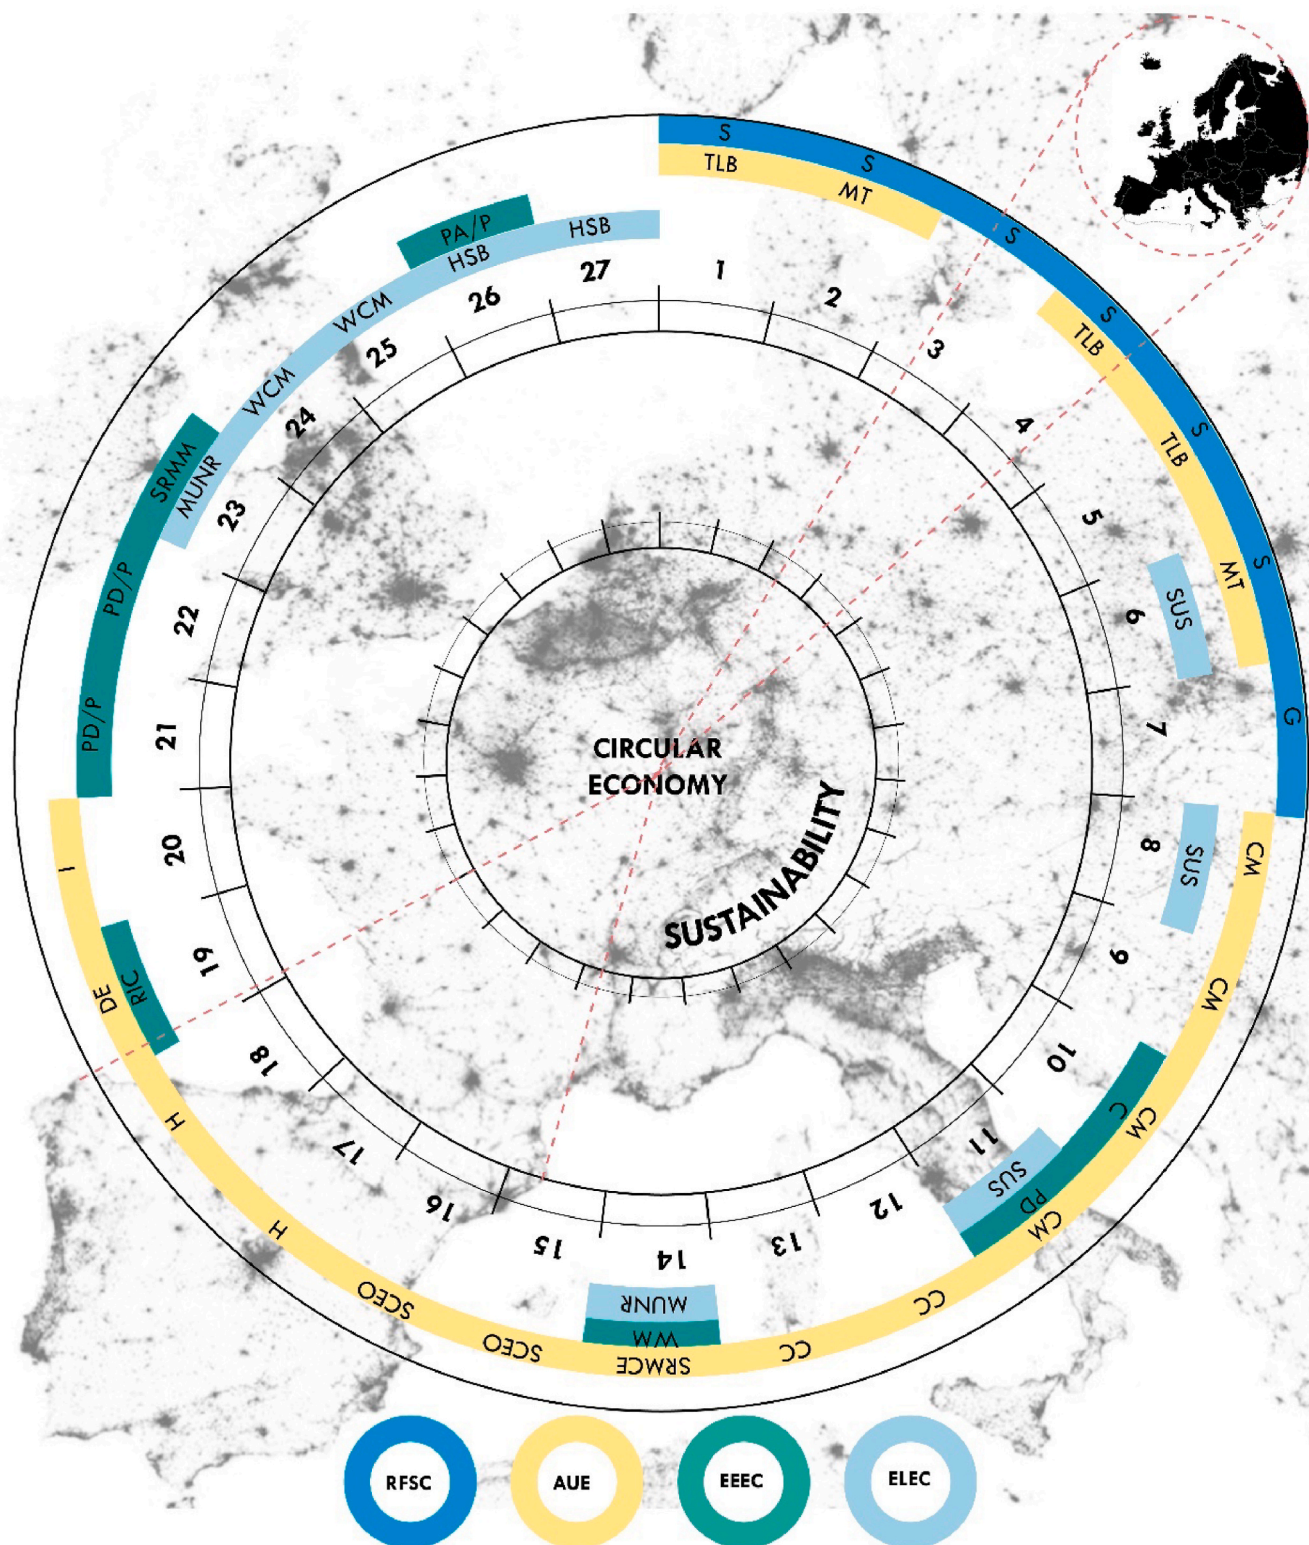 S
S
S
S
S
S
G
TLB
MT
TLB
TLB
MT
CM
CM
CM
CM
CC
CC
SRMCE
SCEO
SCEO
H
H
DE
I
C
PD
WM
RIC
PD/P
PD/P
SRMM
PA/P
SUS
SUS
SUS
MUNR
MUNR
WCM
WCM
HSB
HSB
1
2
3
4
5
6
7
8
9
10
11
12
13
14
15
16
17
18
19
20
21
22
23
24
25
26
27
CIRCULAR
ECONOMY
SUSTAINABILITY
RFSC
AUE
EEEC
ELEC